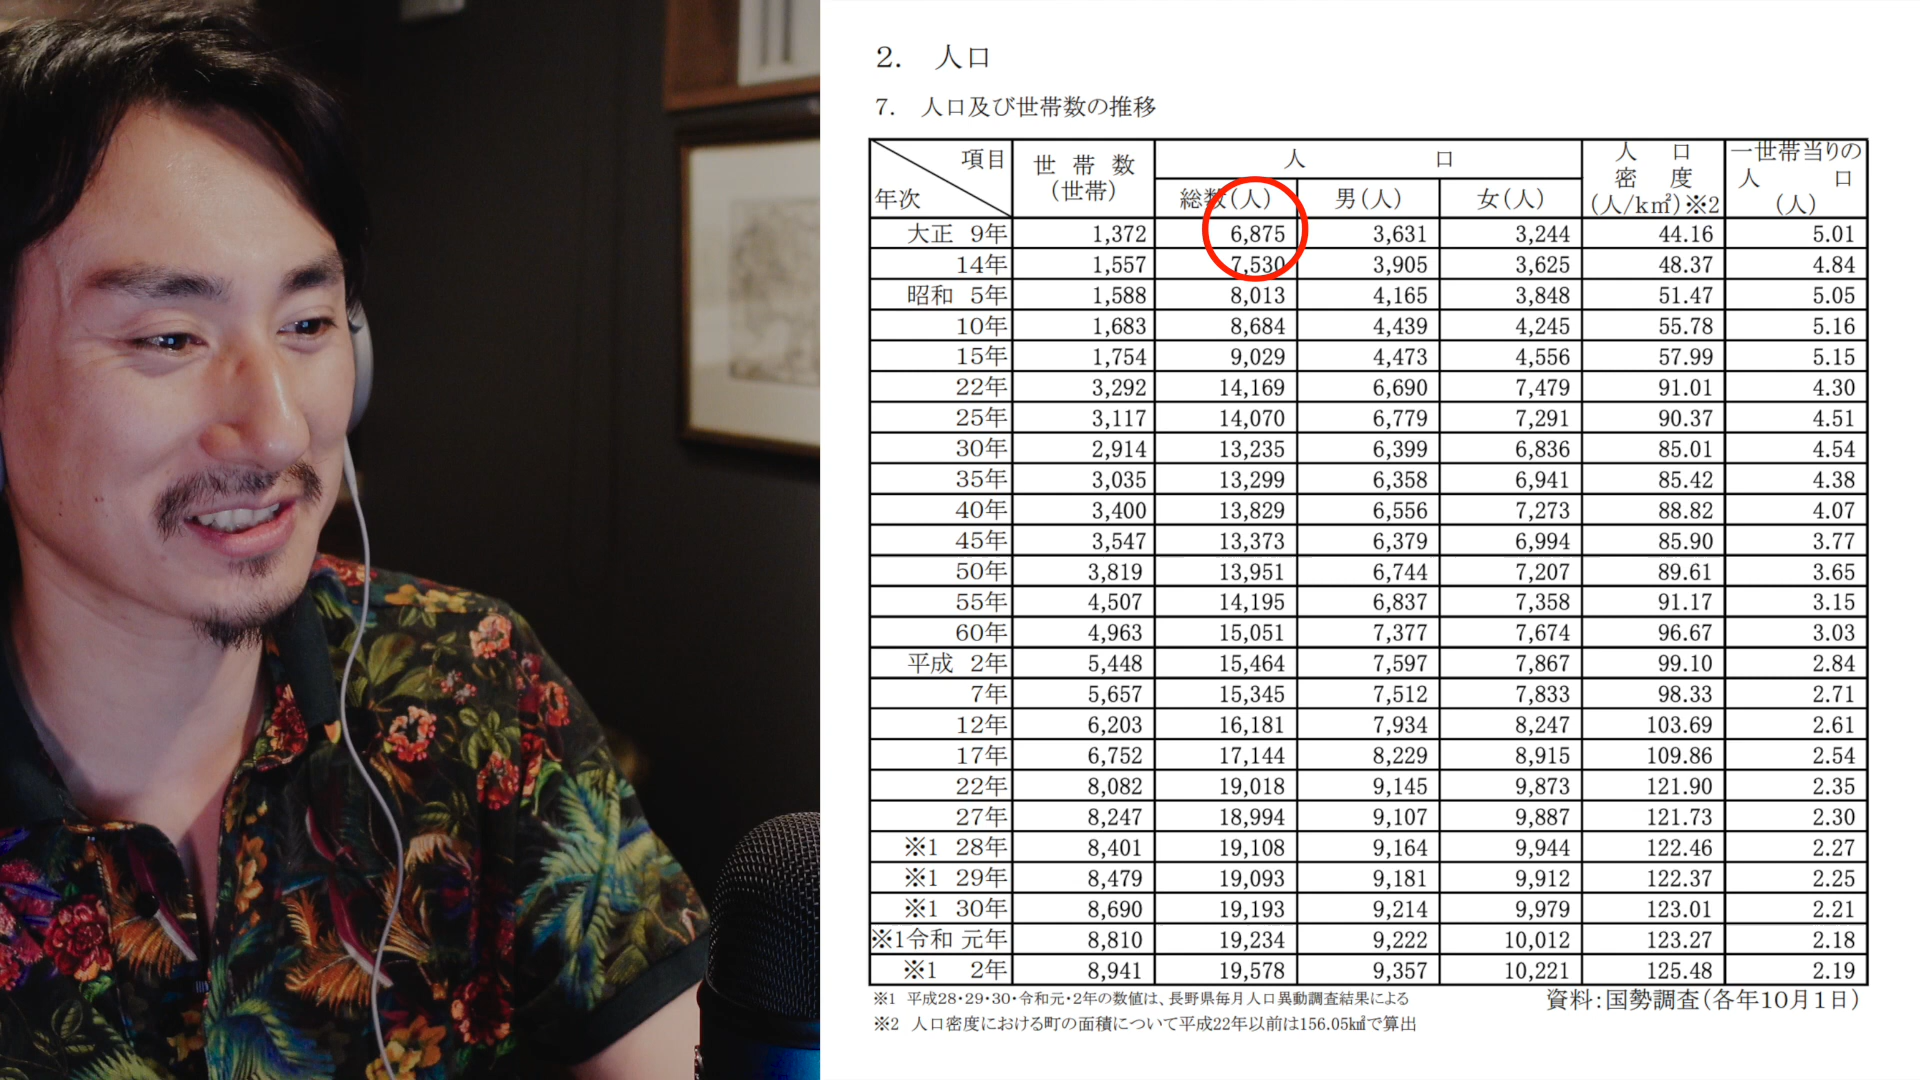 2. 人口
7. 人口及び世帯数の推移
項目 年次 世帯数(世帯) 人口 人口密度(人/k㎡)※2 一世帯当りの人口(人)
総数(人) 男(人) 女(人)
大正 9年 1,372 6,875 3,631 3,244 44.16 5.01
14年 1,557 7,530 3,905 3,625 48.37 4.84
昭和 5年 1,588 8,013 4,165 3,848 51.47 5.05
10年 1,683 8,684 4,439 4,245 55.78 5.16
15年 1,754 9,029 4,473 4,556 57.99 5.15
22年 3,292 14,169 6,690 7,479 91.01 4.30
25年 3,117 14,070 6,779 7,291 90.37 4.51
30年 2,914 13,235 6,399 6,836 85.01 4.54
35年 3,035 13,299 6,358 6,941 85.42 4.38
40年 3,400 13,829 6,556 7,273 88.82 4.07
45年 3,547 13,373 6,379 6,994 85.90 3.77
50年 3,819 13,951 6,744 7,207 89.61 3.65
55年 4,507 14,195 6,837 7,358 91.17 3.15
60年 4,963 15,051 7,377 7,674 96.67 3.03
平成 2年 5,448 15,464 7,597 7,867 99.10 2.84
7年 5,657 15,345 7,512 7,833 98.33 2.71
12年 6,203 16,181 7,934 8,247 103.69 2.61
17年 6,752 17,144 8,229 8,915 109.86 2.54
22年 8,082 19,018 9,145 9,873 121.90 2.35
27年 8,247 18,994 9,107 9,887 121.73 2.30
※1 28年 8,401 19,108 9,164 9,944 122.46 2.27
※1 29年 8,479 19,093 9,181 9,912 122.37 2.25
※1 30年 8,690 19,193 9,214 9,979 123.01 2.21
※1令和 元年 8,810 19,234 9,222 10,012 123.27 2.18
※1 2年 8,941 19,578 9,357 10,221 125.48 2.19
※1 平成28・29・30・令和元・2年の数値は、長野県毎月人口異動調査結果による
資料:国勢調査(各年10月1日)
※2 人口密度における町の面積について平成22年以前は156.05k㎡で算出